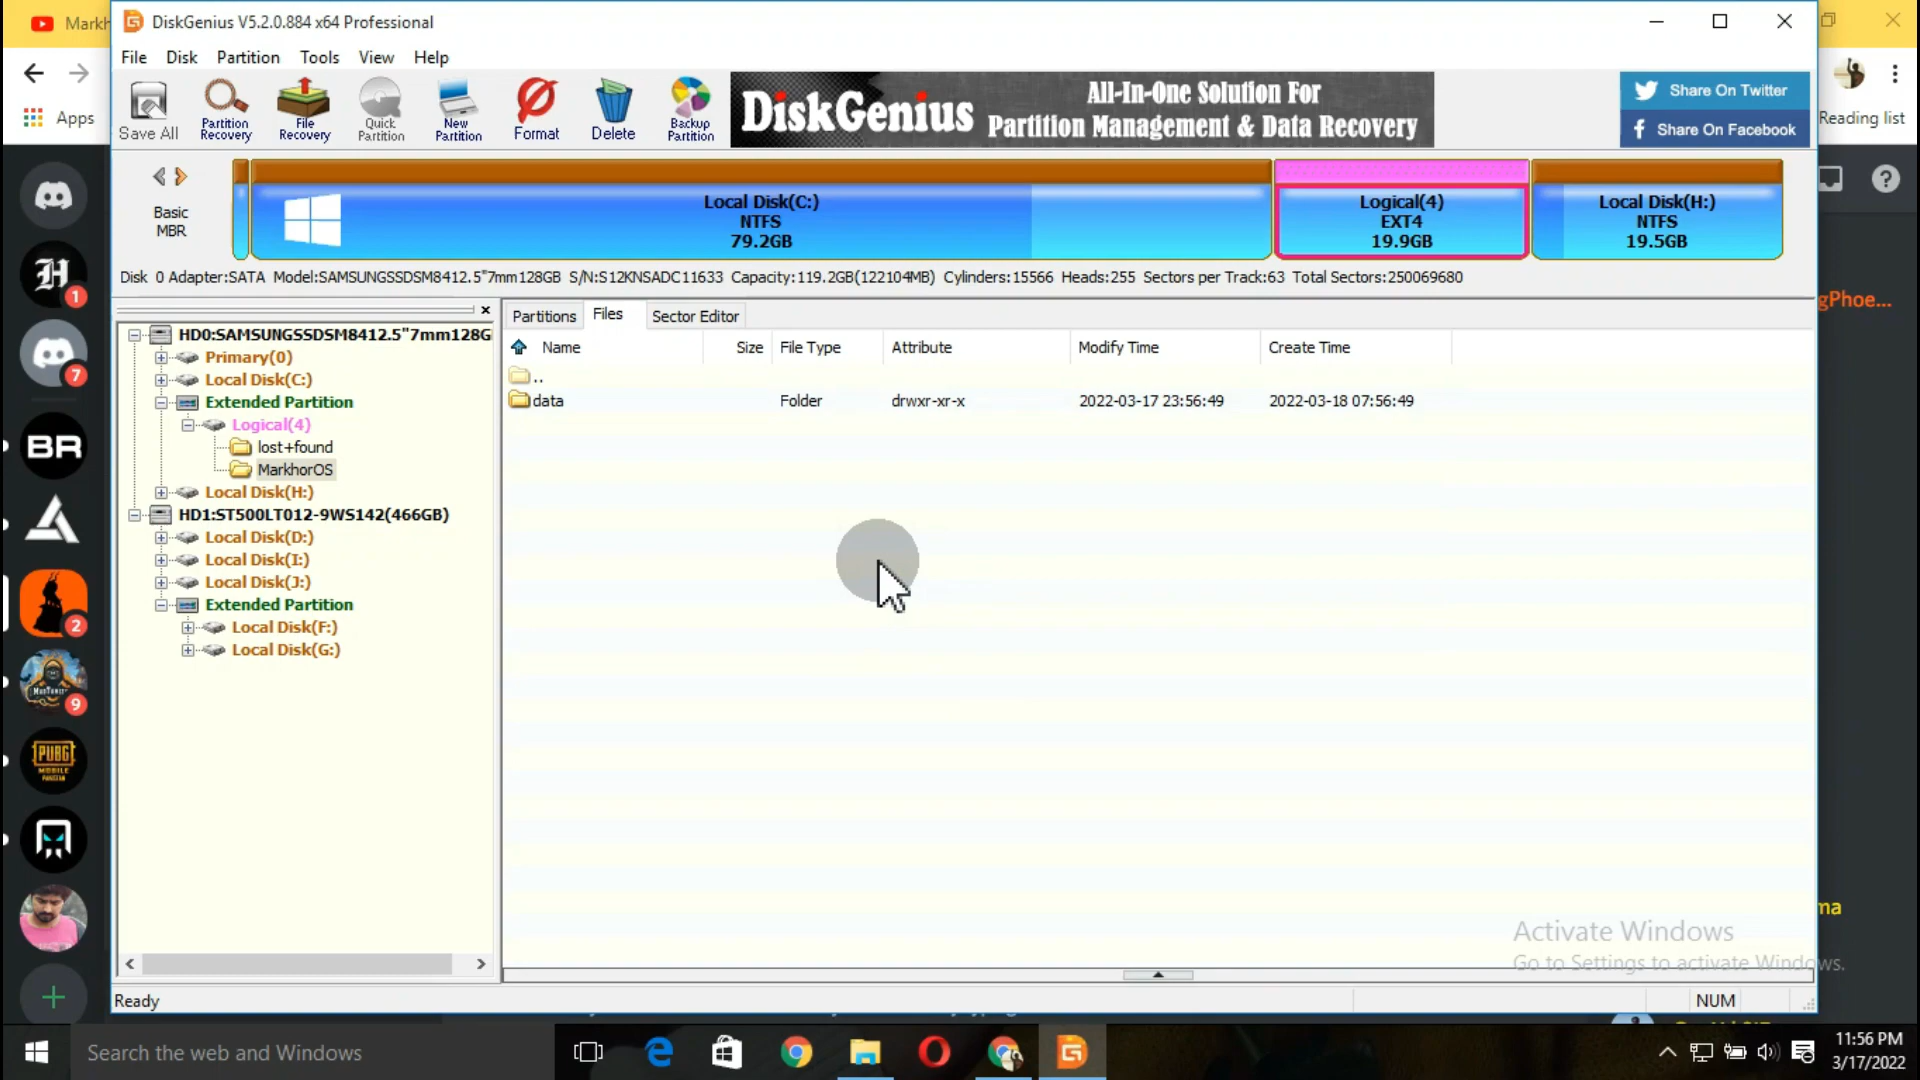 Markh
DiskGenius V5.2.0.884 x64 Professional
File Disk Partition Tools View Help
Save All
Partition Recovery
File Recovery
Quick Partition
New Partition
Format
Delete
Backup Partition
DiskGenius
All-In-One Solution For
Partition Management & Data Recovery
Share On Twitter
Share On Facebook
Apps
Reading list
Basic
MBR
Local Disk(C:)
NTFS
79.2GB
Logical(4)
EXT4
19.9GB
Local Disk(H:)
NTFS
19.5GB
Disk 0 Adapter:SATA Model:SAMSUNGSSDSM8412.5"7mm128GB S/N:S12KNSADC11633 Capacity:119.2GB(122104MB) Cylinders:15566 Heads:255 Sectors per Track:63 Total Sectors:250069680
HD0:SAMSUNGSSDSM8412.5"7mm128G
Primary(0)
Local Disk(C:)
Extended Partition
Logical(4)
lost+found
MarkhorOS
Local Disk(H:)
HD1:ST500LT012-9WS142(466GB)
Local Disk(D:)
Local Disk(I:)
Local Disk(J:)
Extended Partition
Local Disk(F:)
Local Disk(G:)
Partitions Files Sector Editor
Name Size File Type Attribute Modify Time Create Time
..
data Folder drwxr-xr-x 2022-03-17 23:56:49 2022-03-18 07:56:49
gPhoe...
ma
H
1
7
BR
2
9
PUBG
MOBILE
Activate Windows
Go to Settings to activate Windows.
Ready
NUM
Search the web and Windows
11:56 PM
3/17/2022